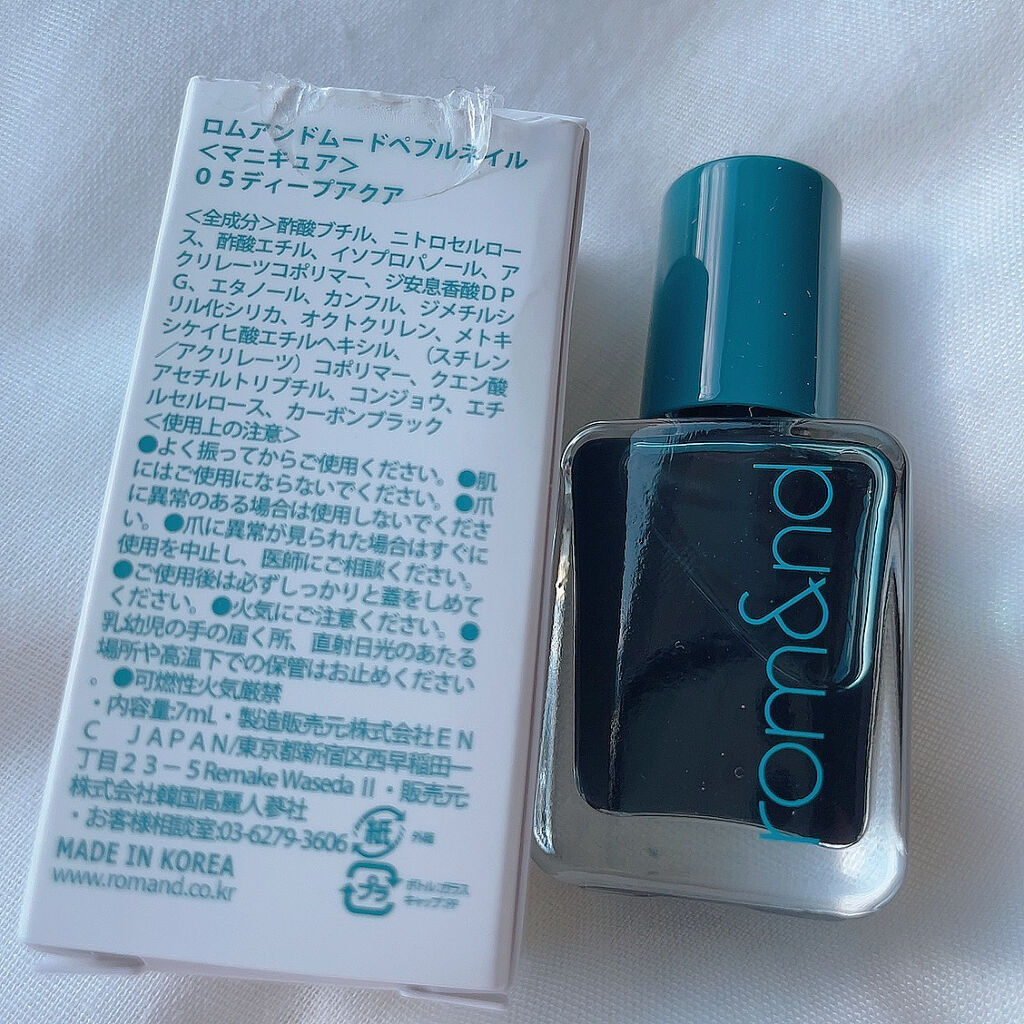 ロムアンドムードペブルネイル
＜マニキュア＞
０５ディープアクア
＜全成分＞酢酸ブチル、ニトロセルロー
ス、酢酸エチル、イソプロパノール、ア
クリレーツコポリマー、ジ安息香酸ＤＰ
Ｇ、エタノール、カンフル、ジメチルシ
リル化シリカ、オクトクリレン、メトキ
シケイヒ酸エチルヘキシル、（スチレン
／アクリレーツ）コポリマー、クエン酸
アセチルトリブチル、コンジョウ、エチ
ルセルロース、カーボンブラック
＜使用上の注意＞
●よく振ってからご使用ください。●肌
にはご使用にならないでください。●爪
に異常のある場合は使用しないでくださ
い。●爪に異常が見られた場合はすぐに
使用を中止し、医師にご相談ください。
●ご使用後は必ずしっかりと蓋をしめて
ください。●火気にご注意ください。●
乳幼児の手の届く所、直射日光のあたる
場所や高温下での保管はお止めください
。●可燃性火気厳禁
・内容量:7mL・製造販売元:株式会社ＥＮ
Ｃ　ＪＡＰＡＮ/東京都新宿区西早稲田一
丁目２３－５Remake Waseda Ⅱ・販売元:
株式会社韓国高麗人参社
・お客様相談室:03-6279-3606
紙
外箱
プラ
ボトル:ガラス
キャップ:PP
MADE IN KOREA
www.romand.co.kr
rom&nd